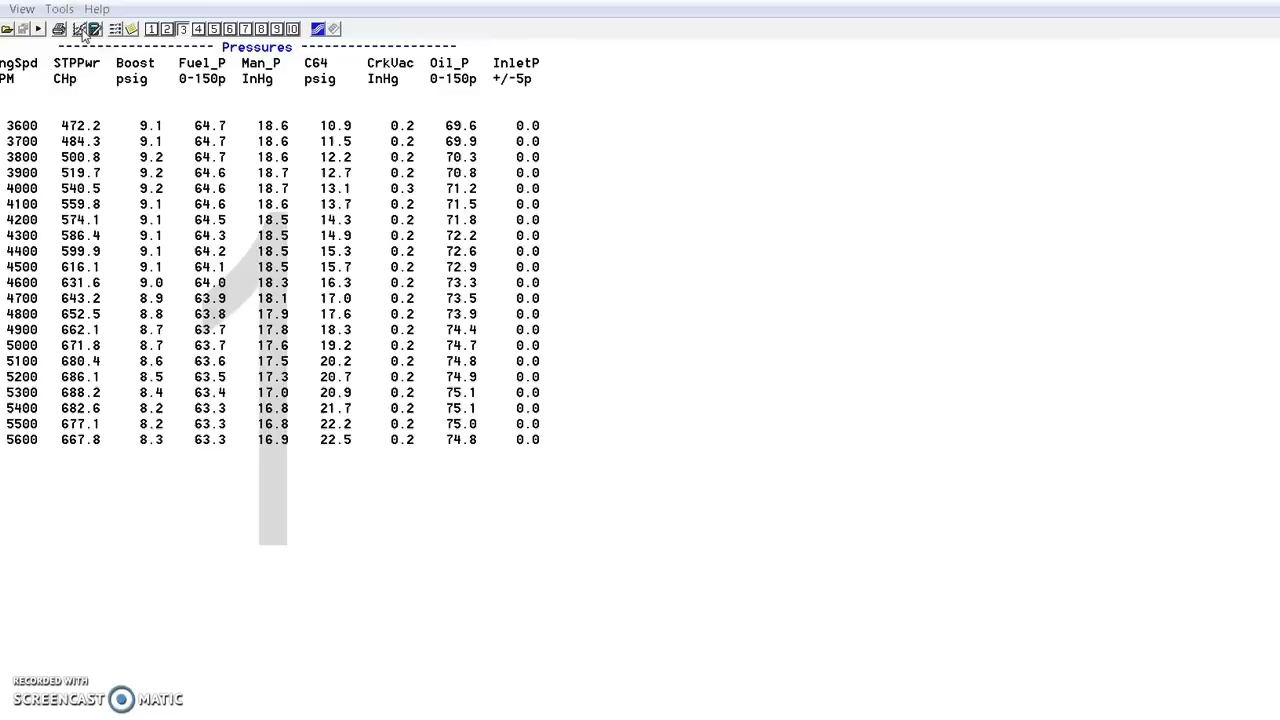 View Tools Help
1 2 3 4 5 6 7 8 9 10
-------------------- Pressures --------------------
ngSpd STPPwr Boost Fuel_P Man_P C64 CrkVac Oil_P InletP
PM CHp psig 0-150p InHg psig InHg 0-150p +/-5p
3600 472.2 9.1 64.7 18.6 10.9 0.2 69.6 0.0
3700 484.3 9.1 64.7 18.6 11.5 0.2 69.9 0.0
3800 500.8 9.2 64.7 18.6 12.2 0.2 70.3 0.0
3900 519.7 9.2 64.6 18.7 12.7 0.2 70.8 0.0
4000 540.5 9.2 64.6 18.7 13.1 0.3 71.2 0.0
4100 559.8 9.1 64.6 18.6 13.7 0.2 71.5 0.0
4200 574.1 9.1 64.5 18.5 14.3 0.2 71.8 0.0
4300 586.4 9.1 64.3 18.5 14.9 0.2 72.2 0.0
4400 599.9 9.1 64.2 18.5 15.3 0.2 72.6 0.0
4500 616.1 9.1 64.1 18.5 15.7 0.2 72.9 0.0
4600 631.6 9.0 64.0 18.3 16.3 0.2 73.3 0.0
4700 643.2 8.9 63.9 18.1 17.0 0.2 73.5 0.0
4800 652.5 8.8 63.8 17.9 17.6 0.2 73.9 0.0
4900 662.1 8.7 63.7 17.8 18.3 0.2 74.4 0.0
5000 671.8 8.7 63.7 17.6 19.2 0.2 74.7 0.0
5100 680.4 8.6 63.6 17.5 20.2 0.2 74.8 0.0
5200 686.1 8.5 63.5 17.3 20.7 0.2 74.9 0.0
5300 688.2 8.4 63.4 17.0 20.9 0.2 75.1 0.0
5400 682.6 8.2 63.3 16.8 21.7 0.2 75.1 0.0
5500 677.1 8.2 63.3 16.8 22.2 0.2 75.0 0.0
5600 667.8 8.3 63.3 16.9 22.5 0.2 74.8 0.0
1
RECORDED WITH
SCREENCAST MATIC